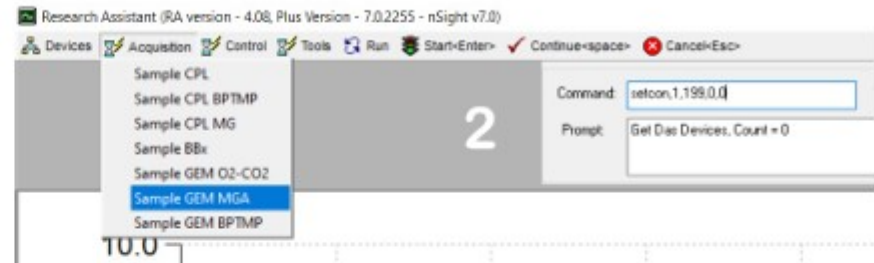 Research Assistant (RA version - 4.08, Plus Version - 7.0.2255 - nSight v7.0)
Devices Acquisition Control Tools Run Start<Enter> Continue<space> Cancel<Esc>
Sample CPL
Sample CPL BPTMP
Sample CPL MG
Sample BBx
Sample GEM O2-CO2
Sample GEM MGA
Sample GEM BPTMP
2
Command: setcon,1,199,0,0
Prompt: Get Das Devices, Count = 0
10.0